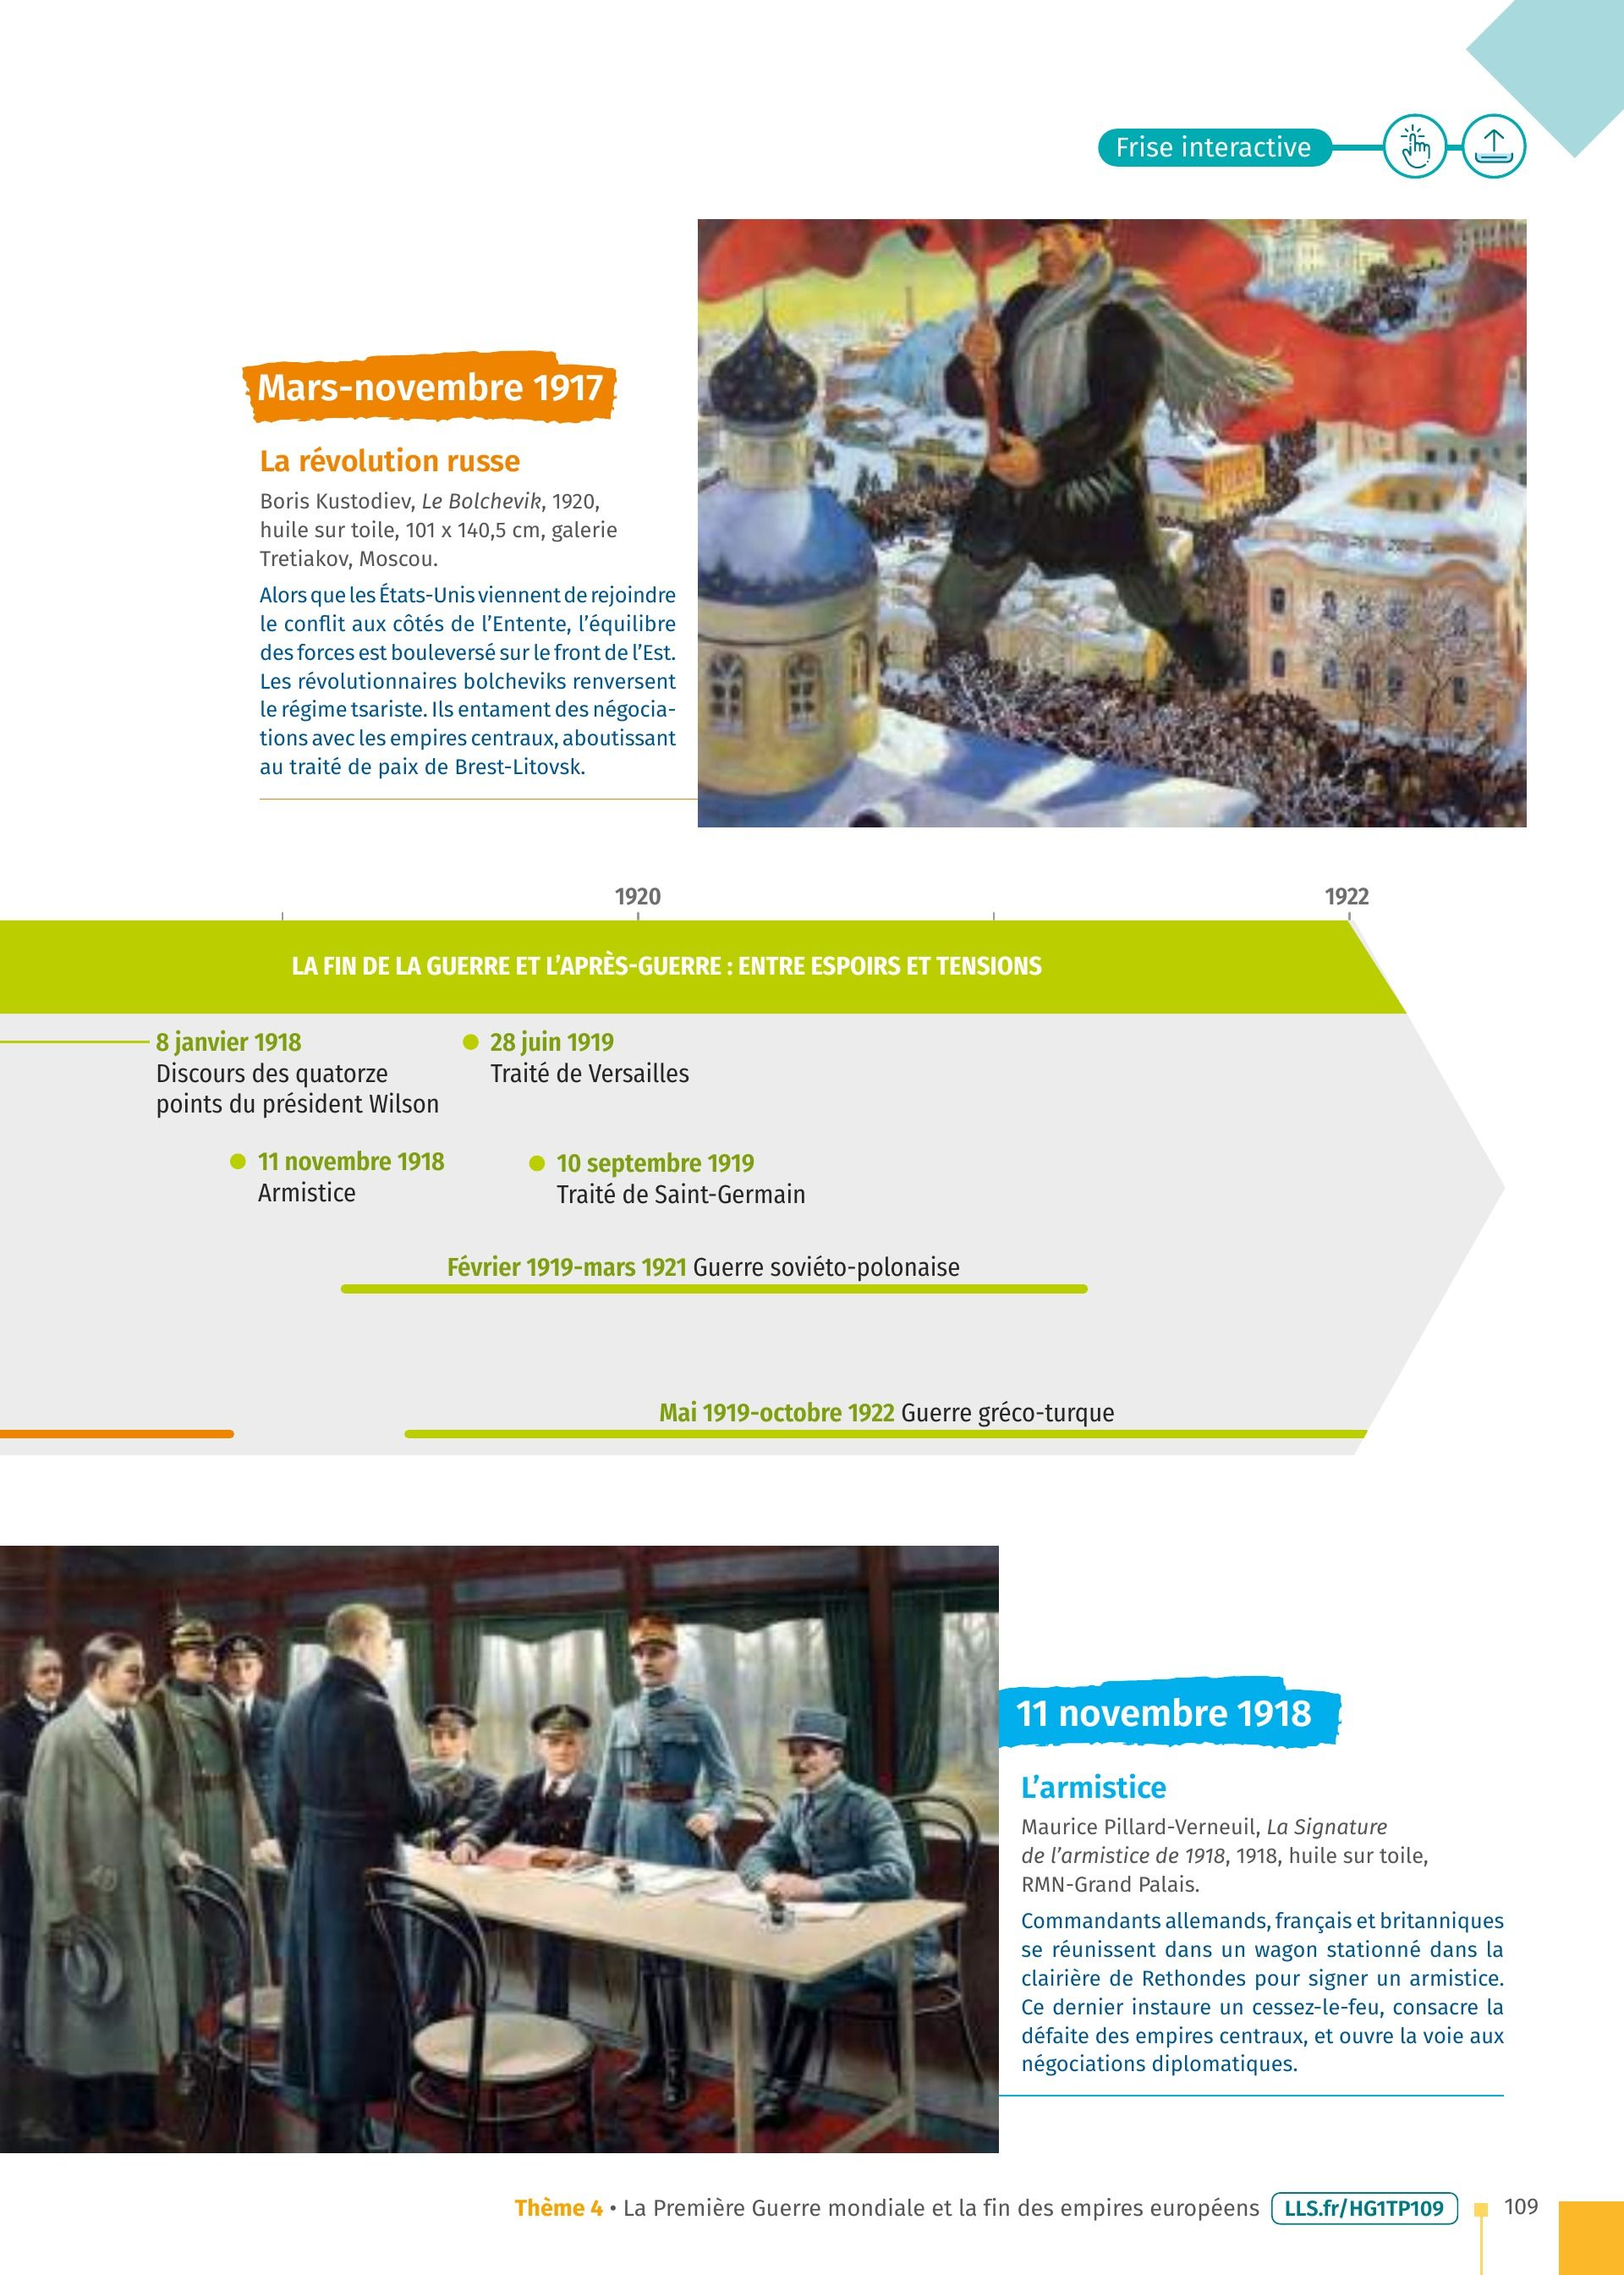 Frise interactive
Mars-novembre 1917
La révolution russe
Boris Kustodiev, Le Bolchevik, 1920,
huile sur toile, 101 x 140,5 cm, galerie
Tretiakov, Moscou.
Alors que les États-Unis viennent de rejoindre
le conflit aux côtés de l’Entente, l’équilibre
des forces est bouleversé sur le front de l’Est.
Les révolutionnaires bolcheviks renversent
le régime tsariste. Ils entament des négocia-
tions avec les empires centraux, aboutissant
au traité de paix de Brest-Litovsk.
1920
1922
LA FIN DE LA GUERRE ET L’APRÈS-GUERRE : ENTRE ESPOIRS ET TENSIONS
8 janvier 1918
Discours des quatorze
points du président Wilson
28 juin 1919
Traité de Versailles
11 novembre 1918
Armistice
10 septembre 1919
Traité de Saint-Germain
Février 1919-mars 1921 Guerre soviéto-polonaise
Mai 1919-octobre 1922 Guerre gréco-turque
11 novembre 1918
L’armistice
Maurice Pillard-Verneuil, La Signature
de l’armistice de 1918, 1918, huile sur toile,
RMN-Grand Palais.
Commandants allemands, français et britanniques
se réunissent dans un wagon stationné dans la
clairière de Rethondes pour signer un armistice.
Ce dernier instaure un cessez-le-feu, consacre la
défaite des empires centraux, et ouvre la voie aux
négociations diplomatiques.
Thème 4 • La Première Guerre mondiale et la fin des empires européens LLS.fr/HG1TP109 109